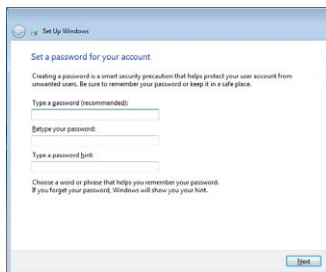 Set Up Windows
Set a password for your account
Creating a password is a smart security precaution that helps protect your user account from
unwanted users. Be sure to remember your password or keep it in a safe place.
Type a password (recommended):
Retype your password:
Type a password hint:
Choose a word or phrase that helps you remember your password.
If you forget your password, Windows will show you your hint.
Next